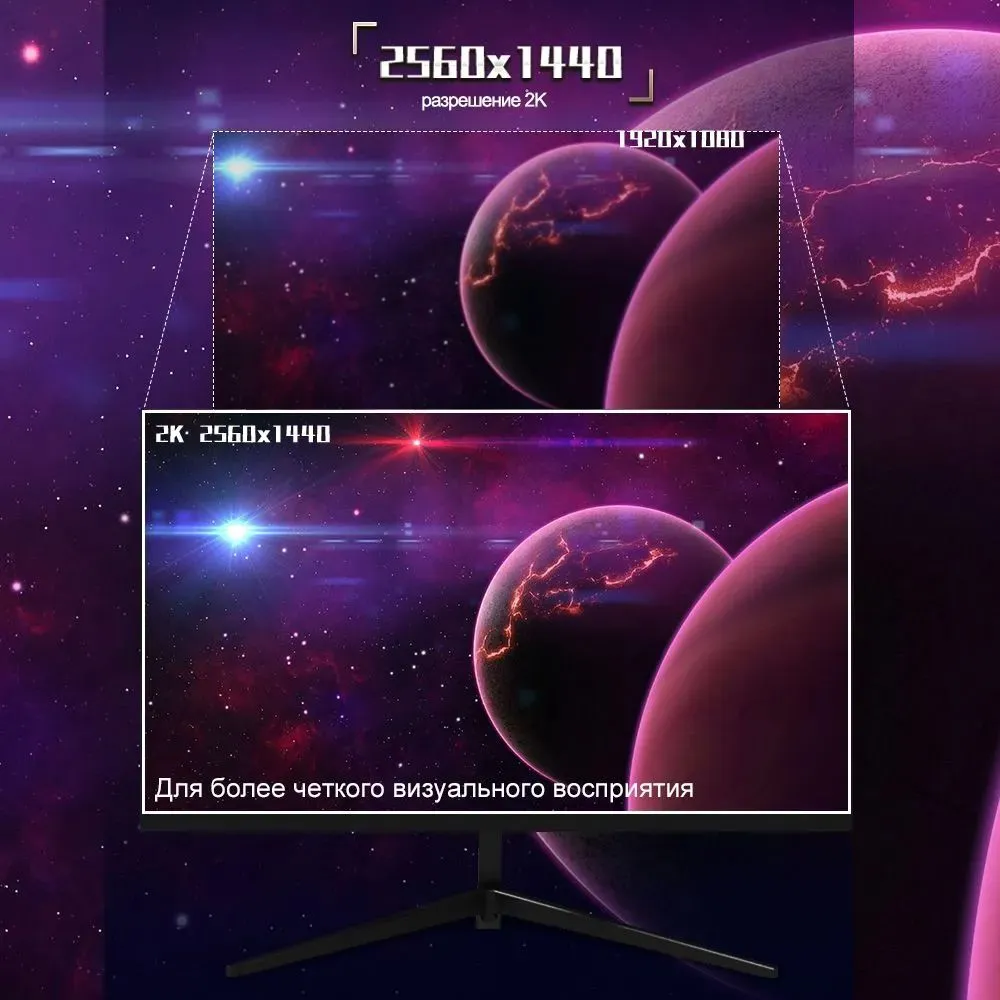 2560x1440
разрешение 2K
1920x1080
2K· 2560x1440
Для более четкого визуального восприятия